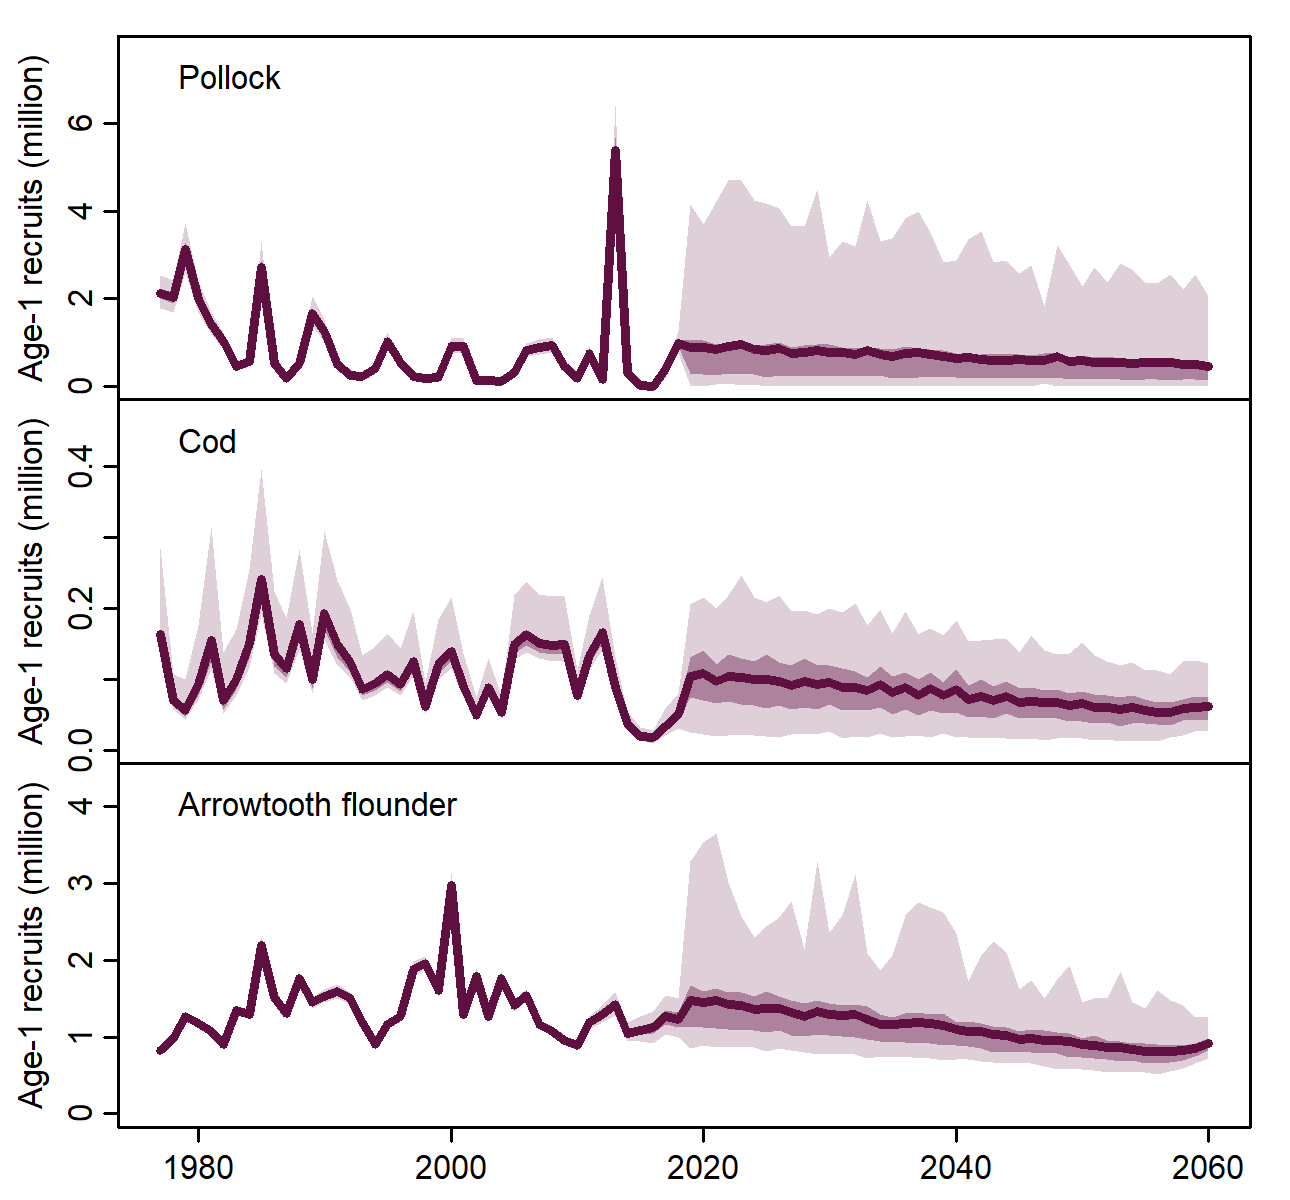 Pollock
Age-1 recruits (million)
6
4
2
0
Cod
Age-1 recruits (million)
0.4
0.2
0.0
Arrowtooth flounder
Age-1 recruits (million)
4
3
2
1
0
1980 2000 2020 2040 2060